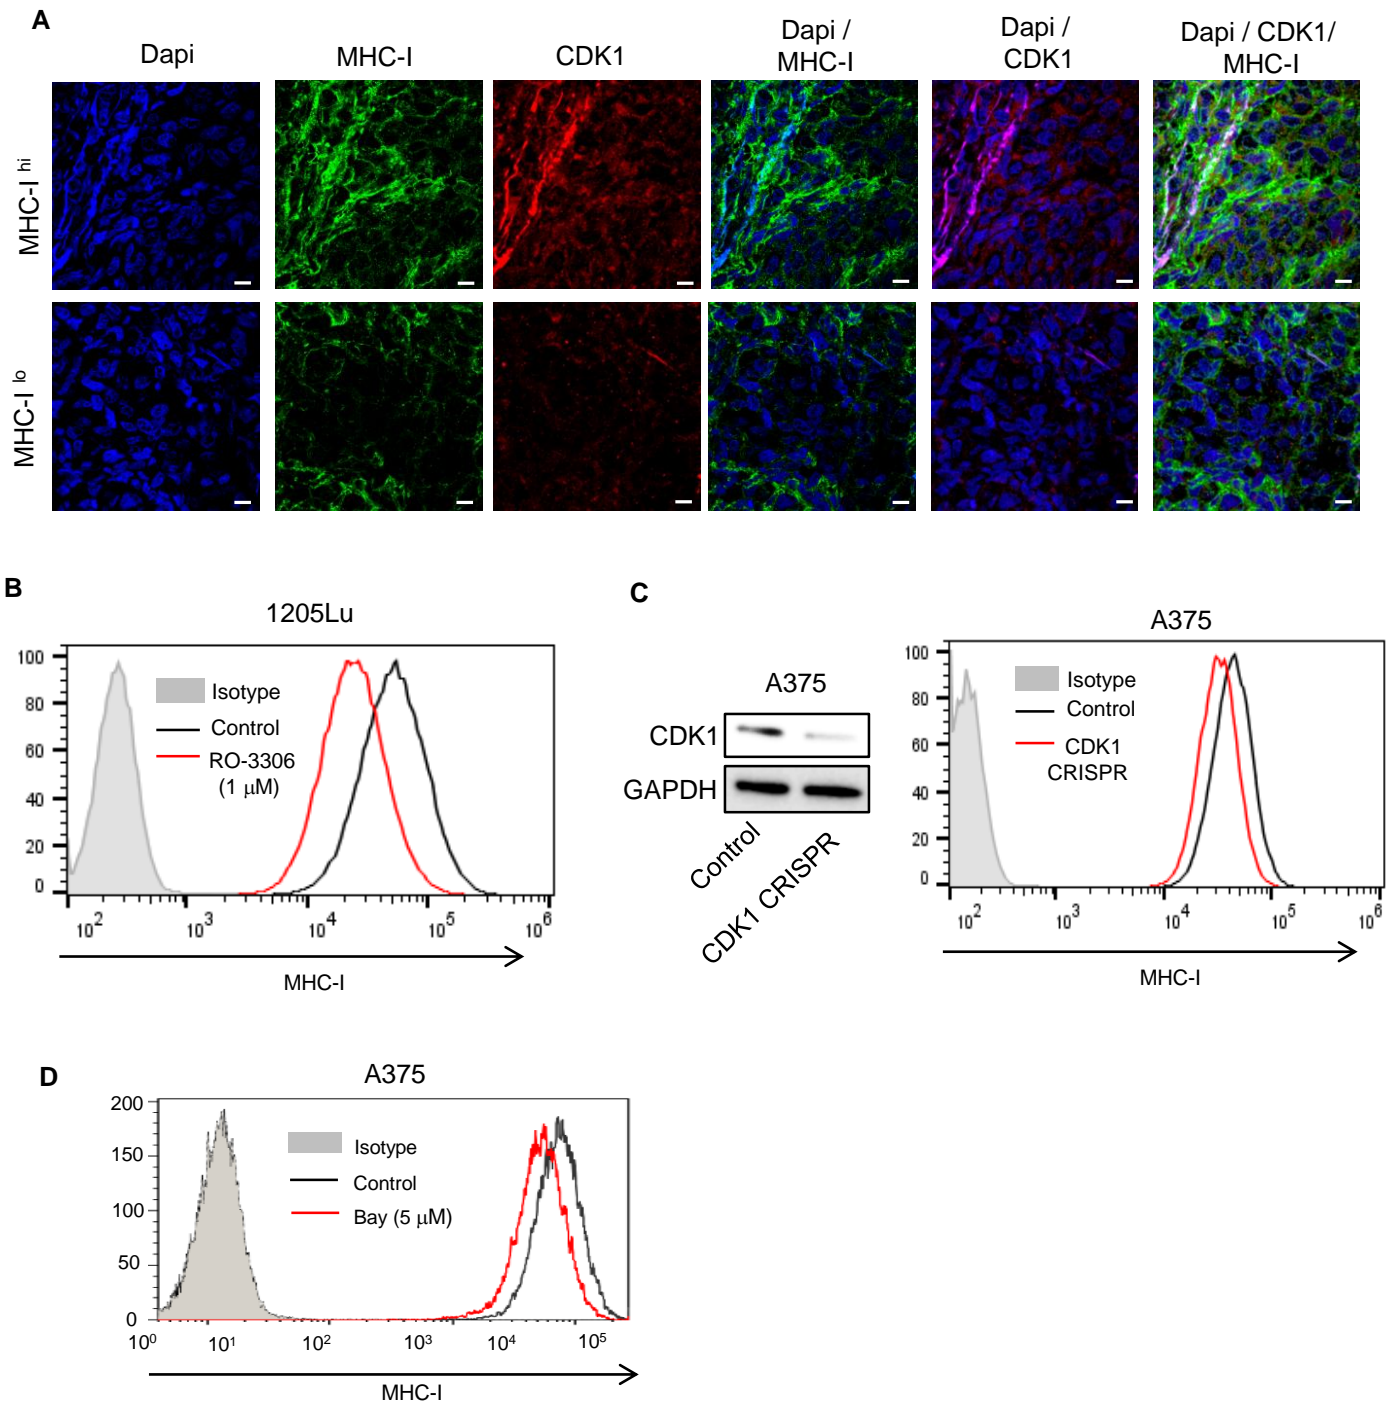 A
Dapi
MHC-I
CDK1
Dapi /
MHC-I
Dapi /
CDK1
Dapi / CDK1/
MHC-I
MHC-I hi
MHC-I lo
B
1205Lu
100
80
60
40
20
0
Isotype
Control
RO-3306
(1 μM)
10² 10³ 10⁴ 10⁵ 10⁶
MHC-I
C
A375
CDK1
GAPDH
Control
CDK1 CRISPR
A375
100
80
60
40
20
0
Isotype
Control
CDK1
CRISPR
10² 10³ 10⁴ 10⁵ 10⁶
MHC-I
D
A375
200
150
100
50
0
Isotype
Control
Bay (5 μM)
10⁰ 10¹ 10² 10³ 10⁴ 10⁵
MHC-I